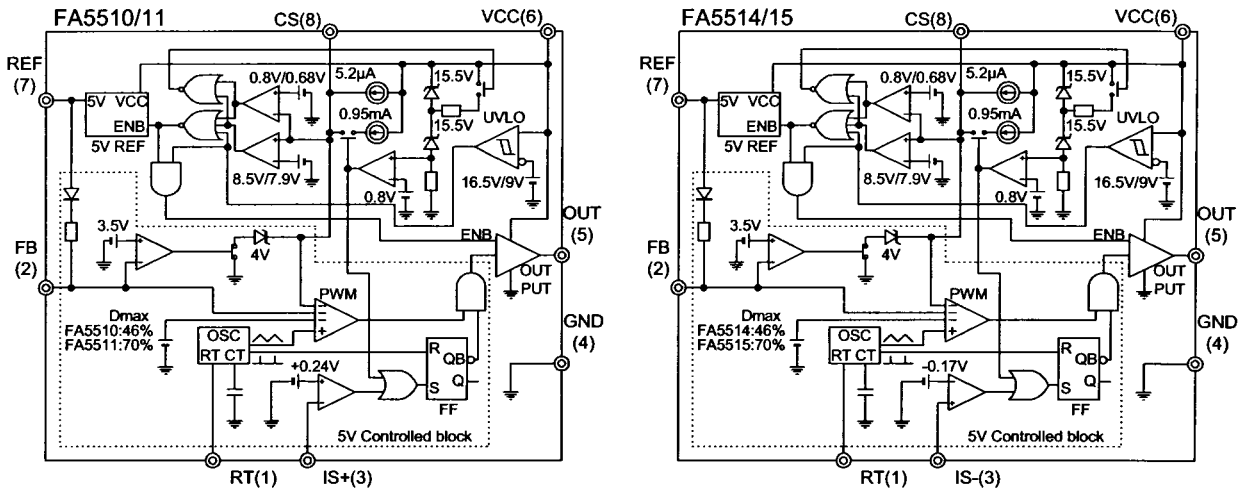 FA5510/11
CS(8)
VCC(6)
REF
(7)
5V VCC
ENB
5V REF
0.8V/0.68V
5.2µA
0.95mA
15.5V
15.5V
UVLO
8.5V/7.9V
0.8V
16.5V/9V
3.5V
4V
ENB
OUT
(5)
OUT
PUT
FB
(2)
PWM
Dmax
FA5510:46%
FA5511:70%
OSC
RT CT
+0.24V
R
QB
Q
S
FF
GND
(4)
5V Controlled block
RT(1)
IS+(3)
FA5514/15
CS(8)
VCC(6)
REF
(7)
5V VCC
ENB
5V REF
0.8V/0.68V
5.2µA
0.95mA
15.5V
15.5V
UVLO
8.5V/7.9V
0.8V
16.5V/9V
3.5V
4V
ENB
OUT
(5)
OUT
PUT
FB
(2)
PWM
Dmax
FA5514:46%
FA5515:70%
OSC
RT CT
−0.17V
R
QB
Q
S
FF
GND
(4)
5V Controlled block
RT(1)
IS-(3)